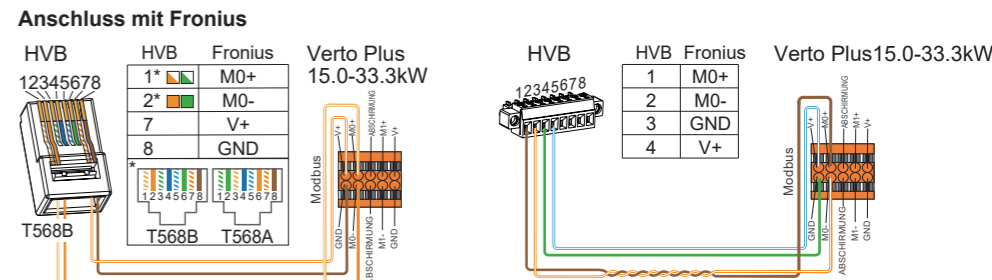 Anschluss mit Fronius
HVB
12345678
T568B
HVB Fronius
1* M0+
2* M0-
7 V+
8 GND
*
12345678 12345678
T568B T568A
Verto Plus
15.0-33.3kW
Modbus
V+
M0+
ABSCHIRMUNG
M1+
V+
GND
M0-
ABSCHIRMUNG
M1-
GND
HVB
12345678
HVB Fronius
1 M0+
2 M0-
3 GND
4 V+
Verto Plus15.0-33.3kW
Modbus
V+
M0+
ABSCHIRMUNG
M1+
V+
GND
M0-
ABSCHIRMUNG
M1-
GND